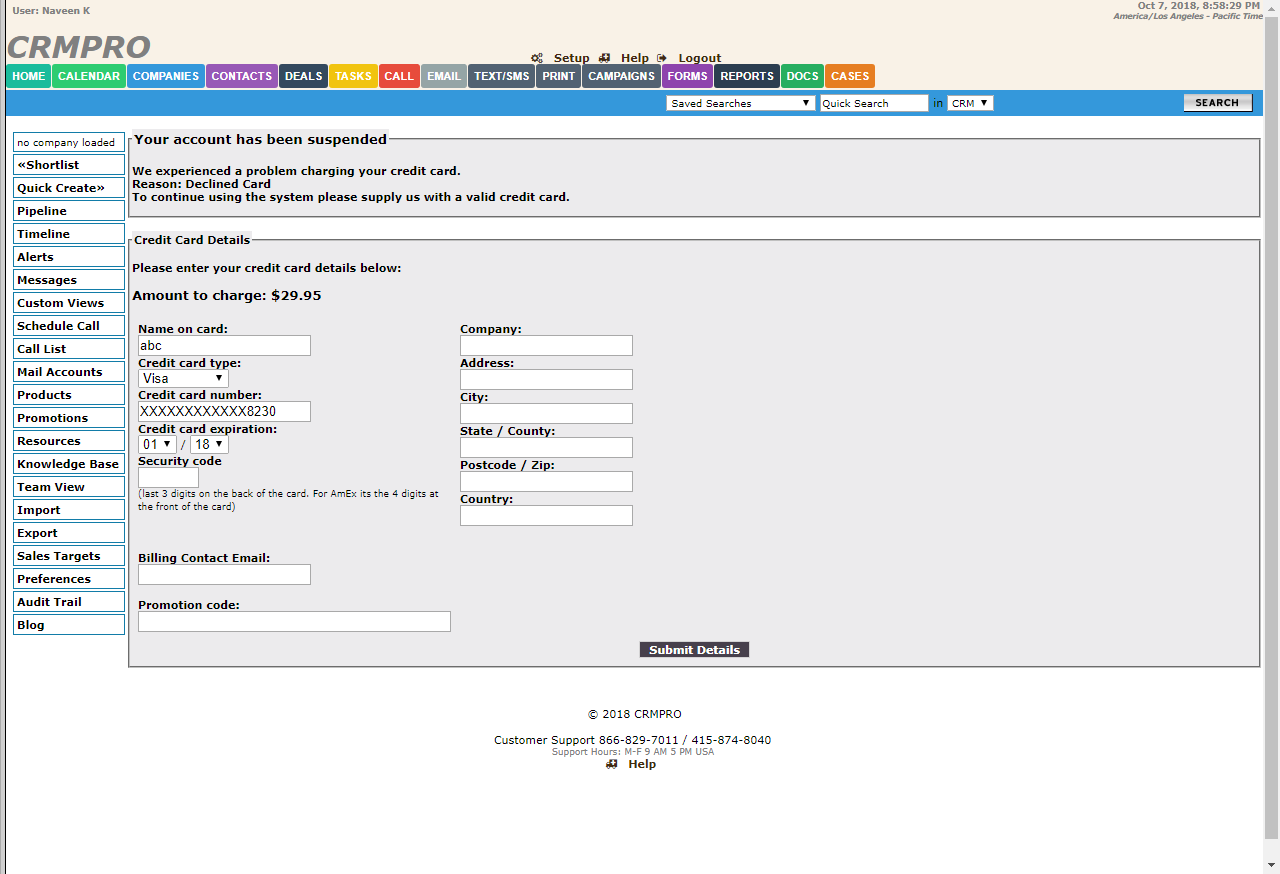 User: Naveen K
Oct 7, 2018, 8:58:29 PM
America/Los Angeles - Pacific Time
CRMPRO
Setup Help Logout
HOME CALENDAR COMPANIES CONTACTS DEALS TASKS CALL EMAIL TEXT/SMS PRINT CAMPAIGNS FORMS REPORTS DOCS CASES
Saved Searches Quick Search in CRM SEARCH
no company loaded
«Shortlist
Quick Create»
Pipeline
Timeline
Alerts
Messages
Custom Views
Schedule Call
Call List
Mail Accounts
Products
Promotions
Resources
Knowledge Base
Team View
Import
Export
Sales Targets
Preferences
Audit Trail
Blog
Your account has been suspended
We experienced a problem charging your credit card.
Reason: Declined Card
To continue using the system please supply us with a valid credit card.
Credit Card Details
Please enter your credit card details below:
Amount to charge: $29.95
Name on card:
abc
Credit card type:
Visa
Credit card number:
XXXXXXXXXXXX8230
Credit card expiration:
01 / 18
Security code
(last 3 digits on the back of the card. For AmEx its the 4 digits at
the front of the card)
Company:
Address:
City:
State / County:
Postcode / Zip:
Country:
Billing Contact Email:
Promotion code:
Submit Details
© 2018 CRMPRO
Customer Support 866-829-7011 / 415-874-8040
Support Hours: M-F 9 AM 5 PM USA
Help